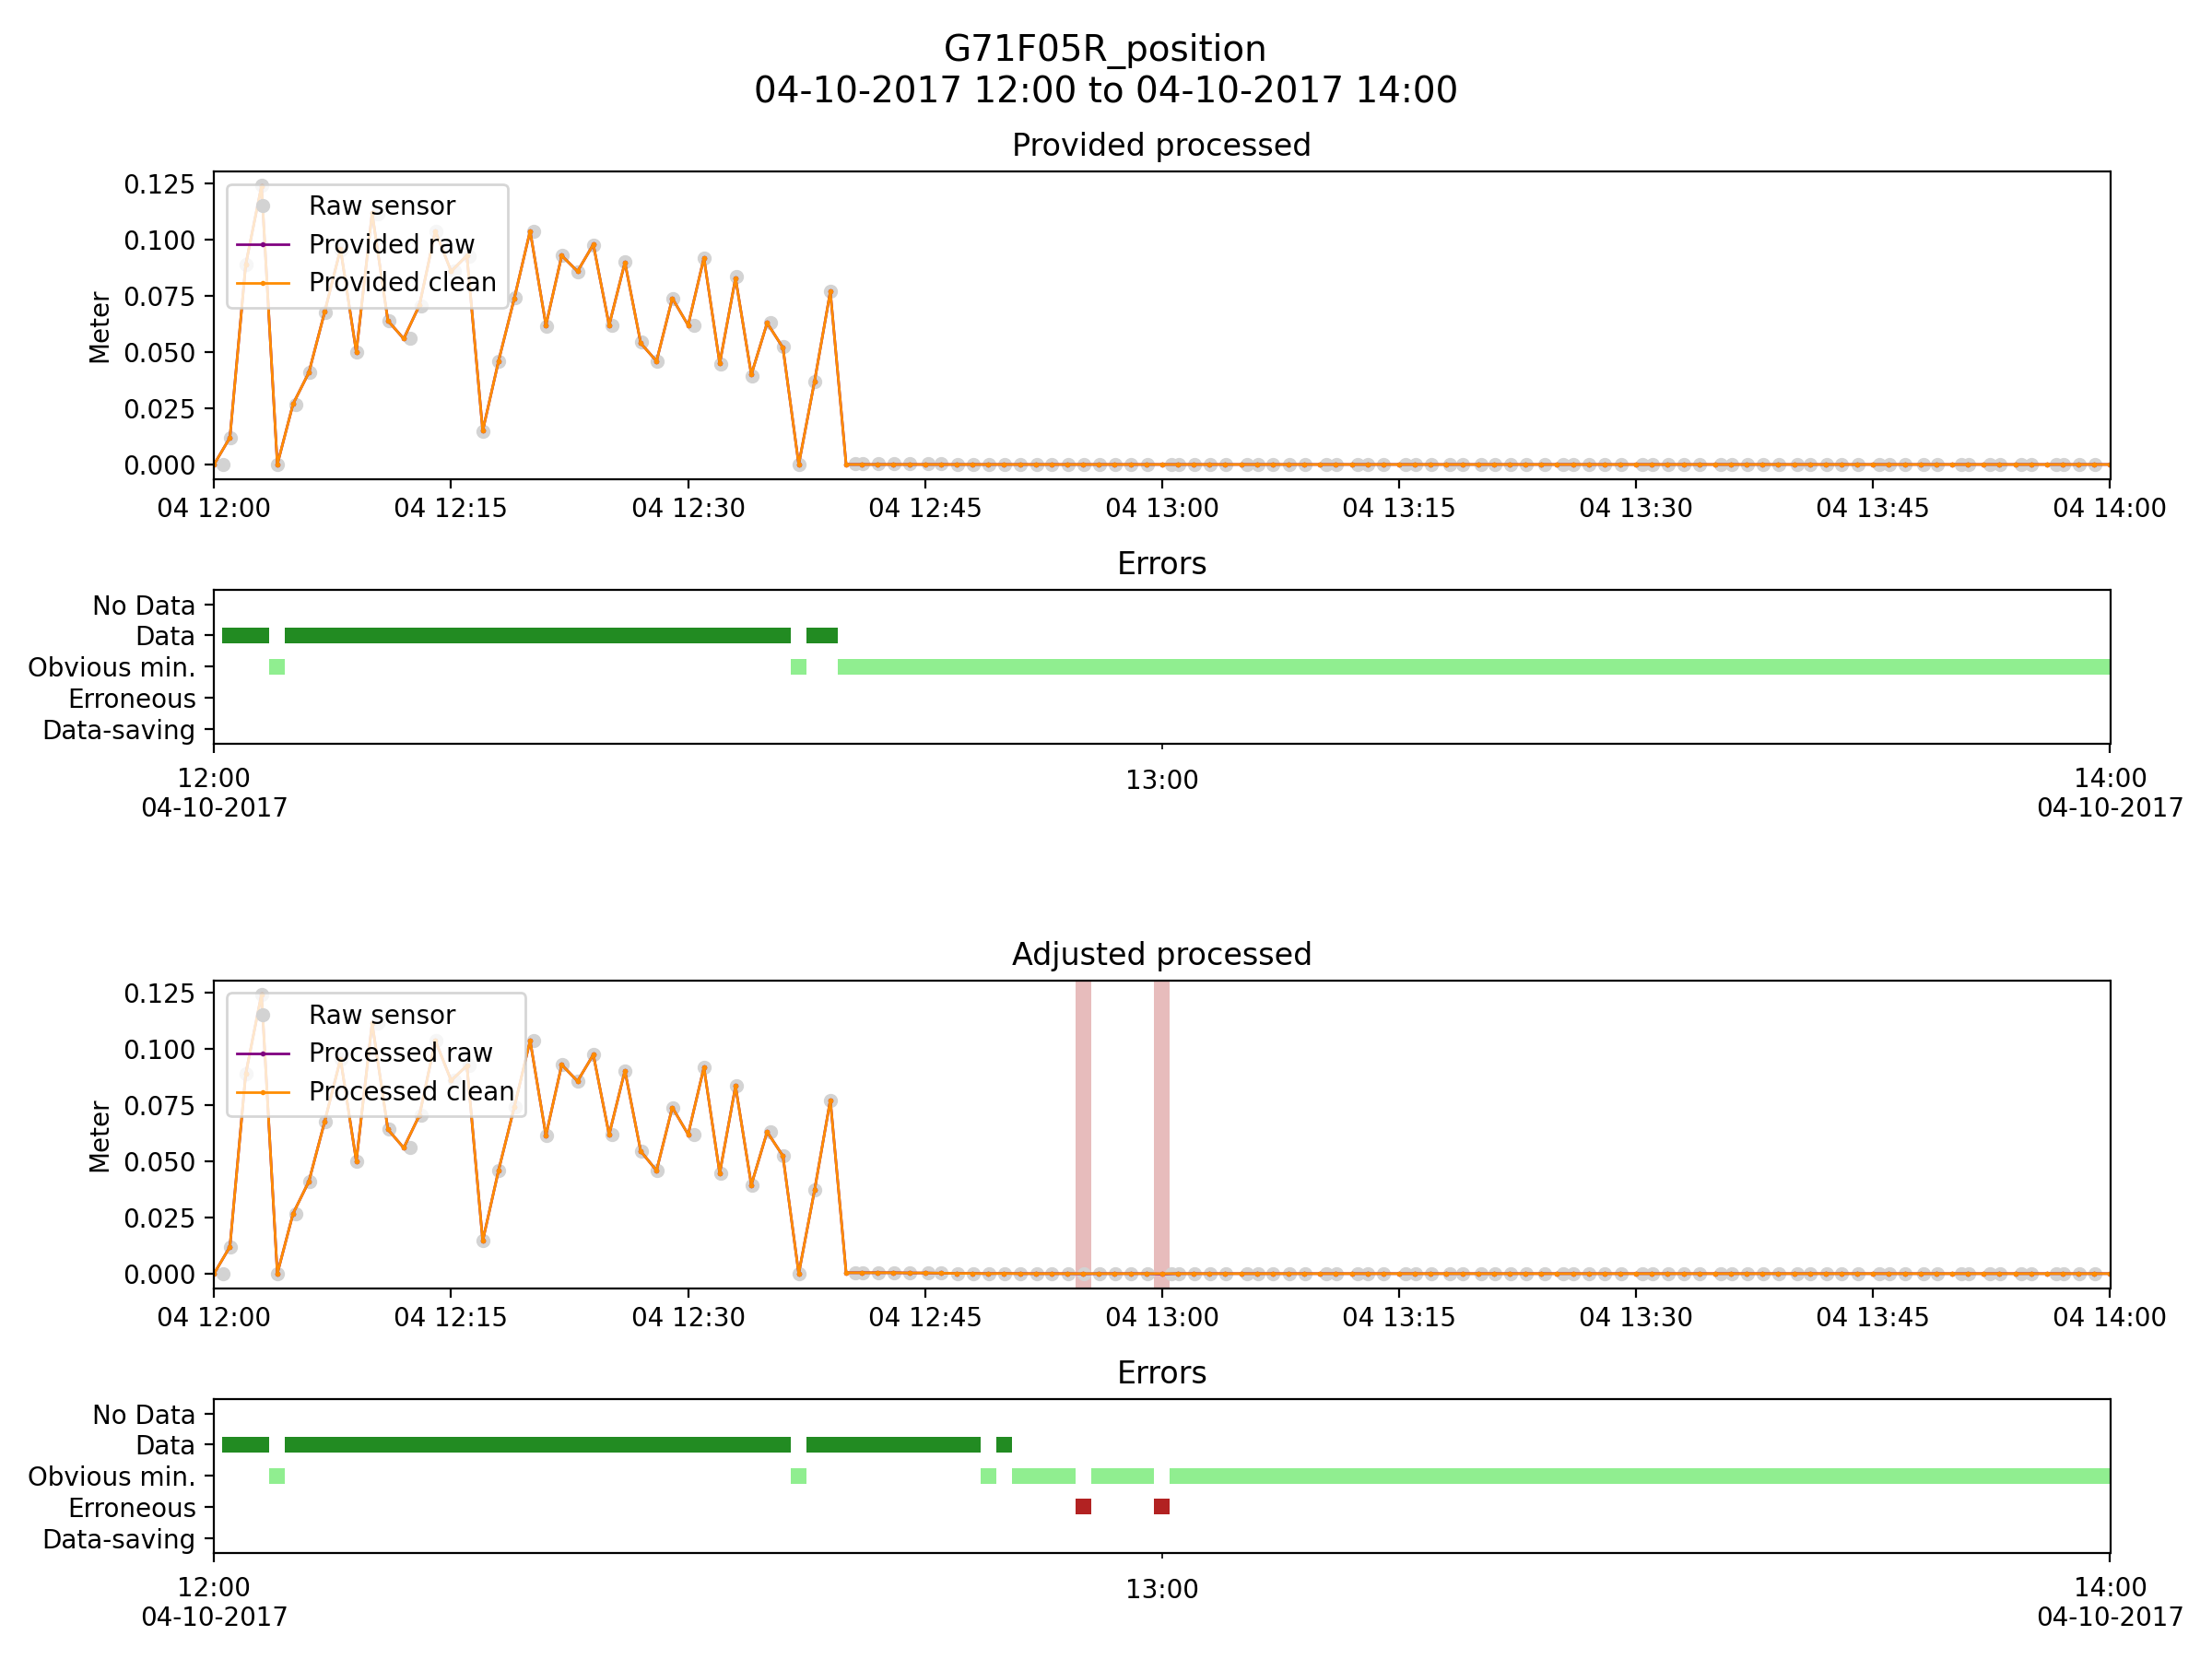 G71F05R_position
04-10-2017 12:00 to 04-10-2017 14:00
Provided processed
0.125
0.100
0.075
0.050
0.025
0.000
Meter
Raw sensor
Provided raw
Provided clean
04 12:00 04 12:15 04 12:30 04 12:45 04 13:00 04 13:15 04 13:30 04 13:45 04 14:00
Errors
No Data
Data
Obvious min.
Erroneous
Data-saving
12:00 13:00 14:00
04-10-2017 04-10-2017
Adjusted processed
0.125
0.100
0.075
0.050
0.025
0.000
Meter
Raw sensor
Processed raw
Processed clean
04 12:00 04 12:15 04 12:30 04 12:45 04 13:00 04 13:15 04 13:30 04 13:45 04 14:00
Errors
No Data
Data
Obvious min.
Erroneous
Data-saving
12:00 13:00 14:00
04-10-2017 04-10-2017